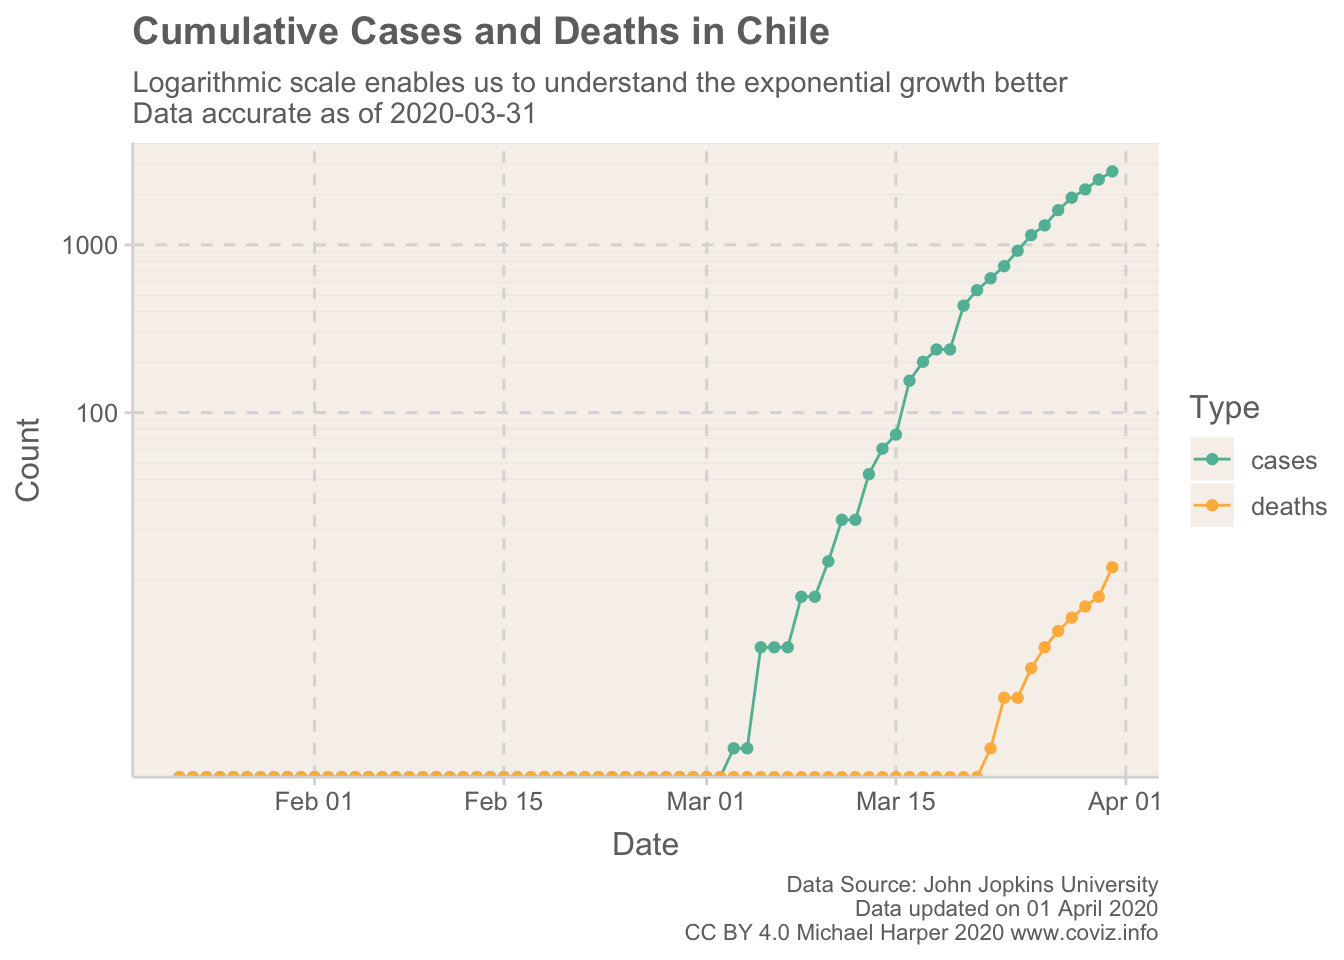 Cumulative Cases and Deaths in Chile
Logarithmic scale enables us to understand the exponential growth better
Data accurate as of 2020-03-31
1000
100
Count
Feb 01
Feb 15
Mar 01
Mar 15
Apr 01
Date
Type
cases
deaths
Data Source: John Jopkins University
Data updated on 01 April 2020
CC BY 4.0 Michael Harper 2020 www.coviz.info